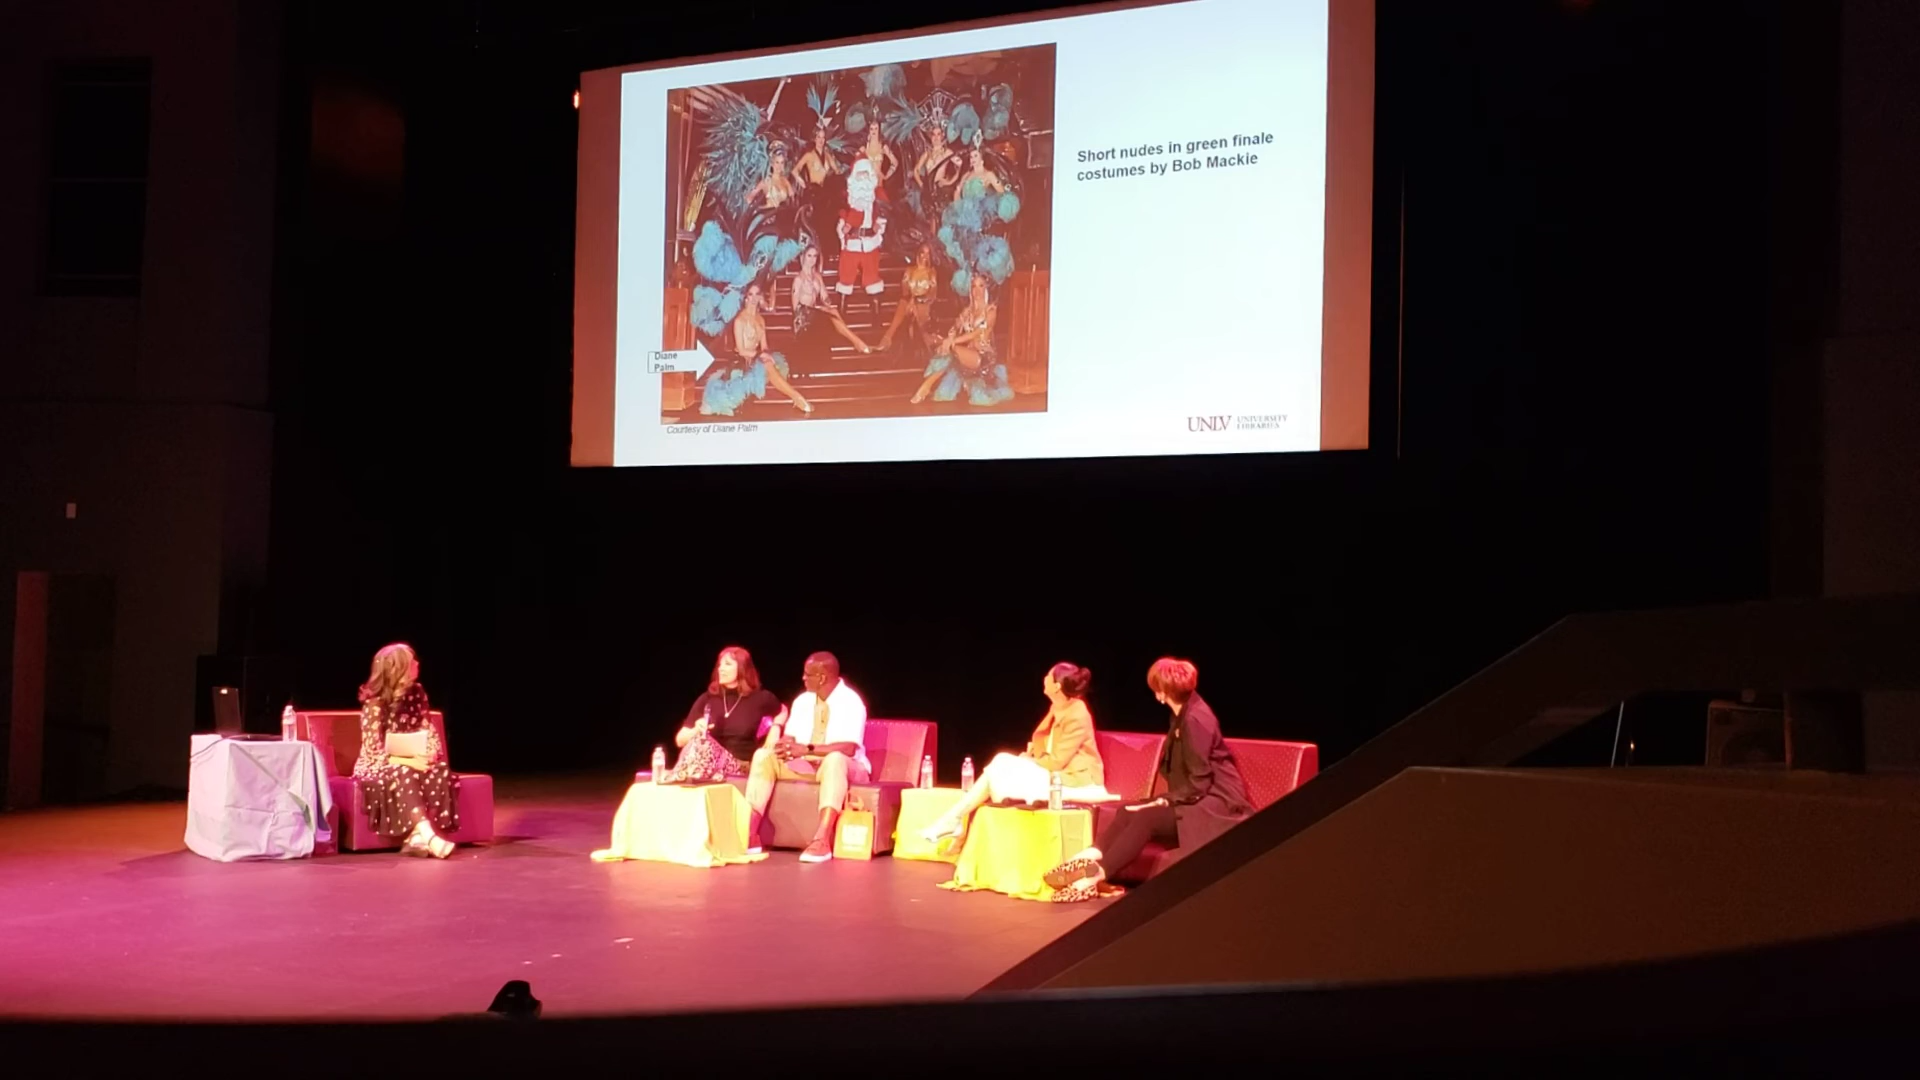 Short nudes in green finale
costumes by Bob Mackie
Diane
Palm
Courtesy of Diane Palm
UNLV UNIVERSITY
LIBRARIES